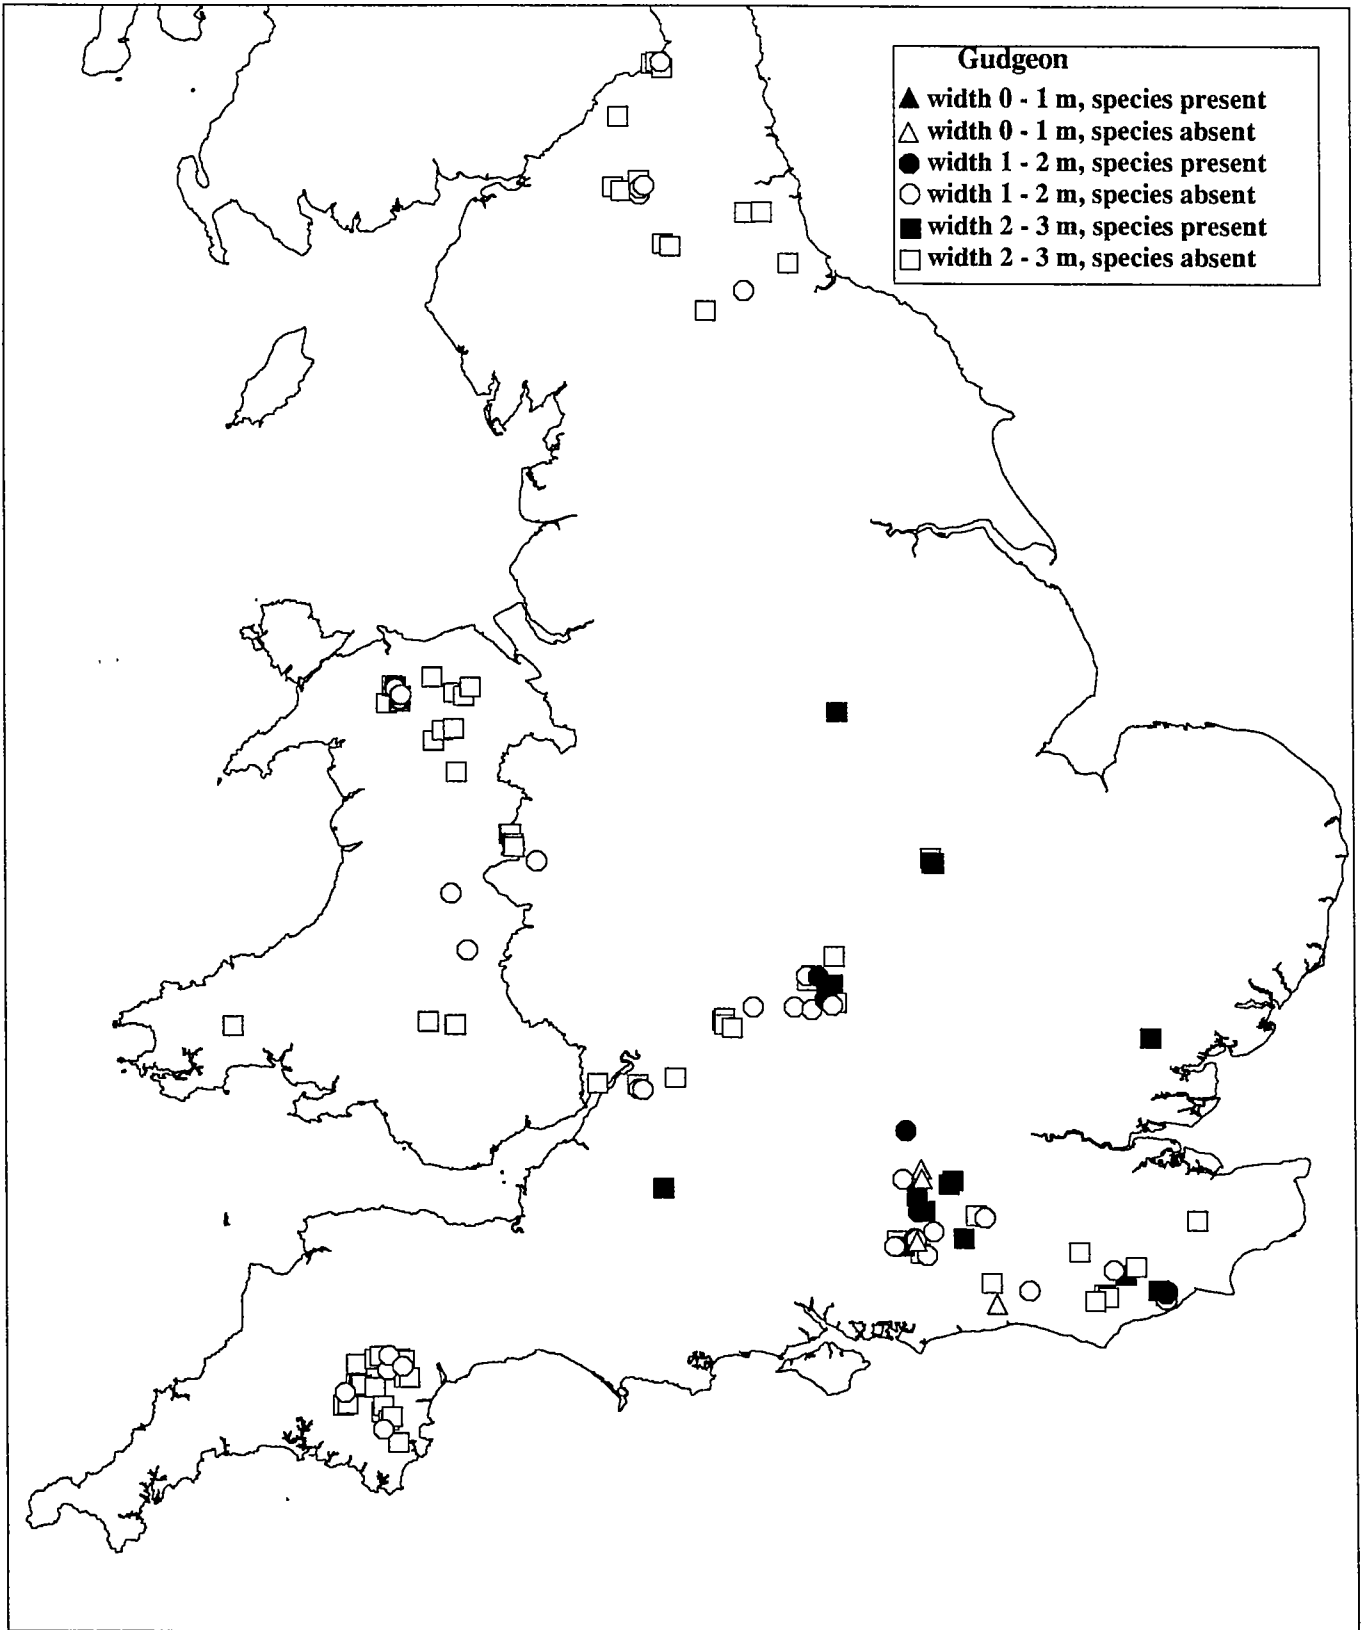 Gudgeon
width 0 - 1 m, species present
width 0 - 1 m, species absent
width 1 - 2 m, species present
width 1 - 2 m, species absent
width 2 - 3 m, species present
width 2 - 3 m, species absent